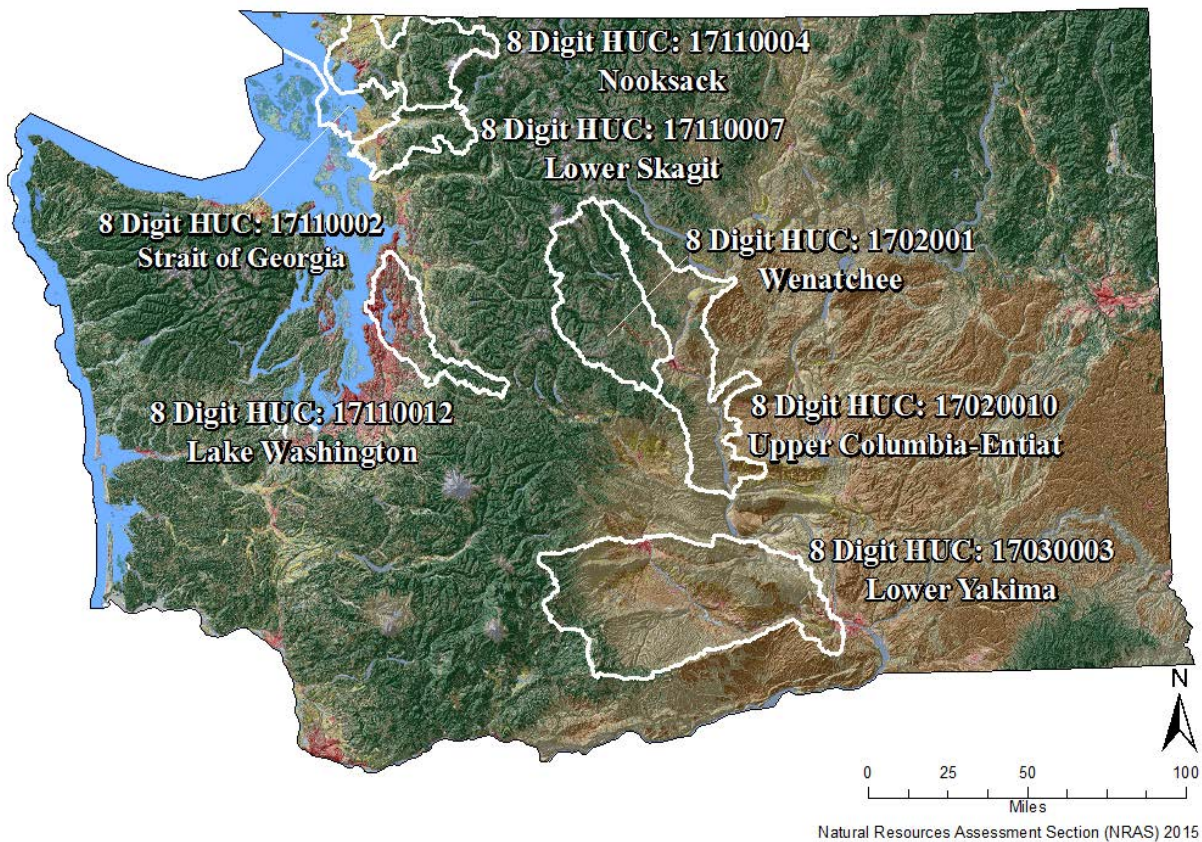 8 Digit HUC: 17110004
Nooksack
8 Digit HUC: 17110007
Lower Skagit
8 Digit HUC: 17110002
Strait of Georgia
8 Digit HUC: 1702001
Wenatchee
8 Digit HUC: 17110012
Lake Washington
8 Digit HUC: 17020010
Upper Columbia-Entiat
8 Digit HUC: 17030003
Lower Yakima
N
0 25 50 100
Miles
Natural Resources Assessment Section (NRAS) 2015